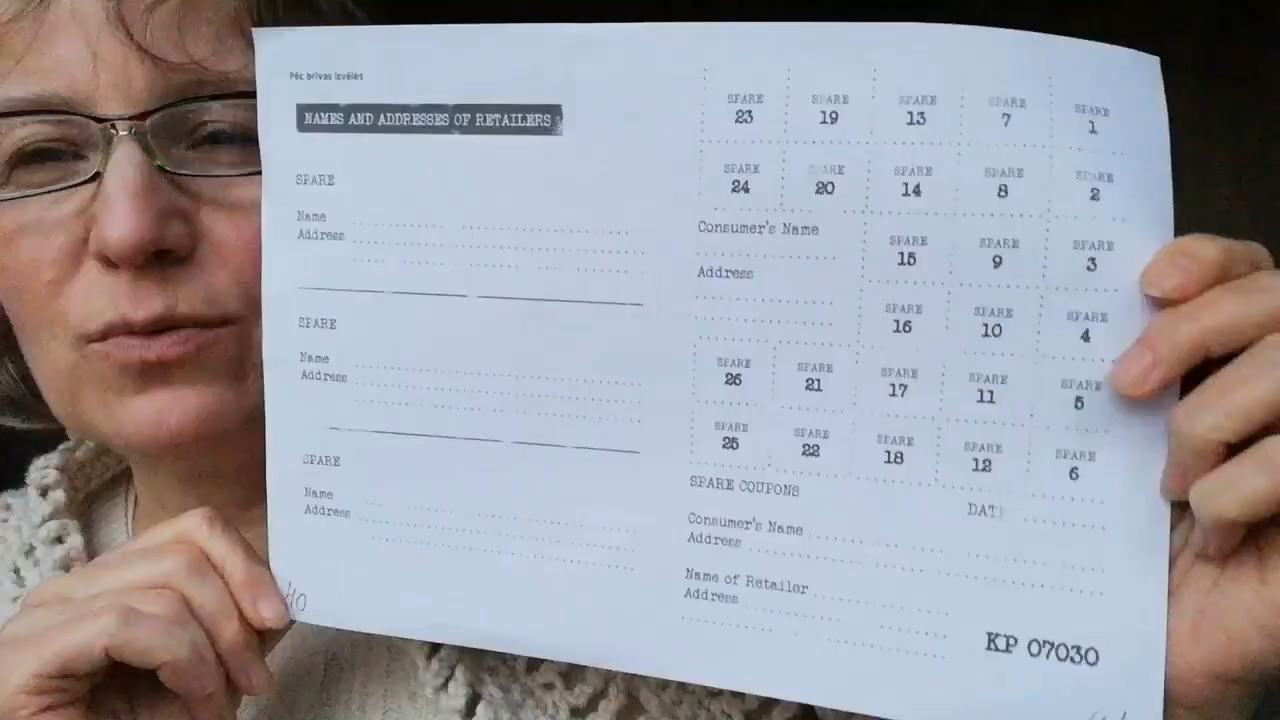 Pēc brīvas izvēles
NAMES AND ADDRESSES OF RETAILERS
SPARE
Name
Address
SPARE
Name
Address
SPARE
Name
Address
SPARE 23 SPARE 19 SPARE 13 SPARE 7 SPARE 1
SPARE 24 SPARE 20 SPARE 14 SPARE 8 SPARE 2
Consumer's Name
Address
SPARE 15 SPARE 9 SPARE 3
SPARE 16 SPARE 10 SPARE 4
SPARE 26 SPARE 21 SPARE 17 SPARE 11 SPARE 5
SPARE 25 SPARE 22 SPARE 18 SPARE 12 SPARE 6
SPARE COUPONS
DATE
Consumer's Name
Address
Name of Retailer
Address
KP 07030